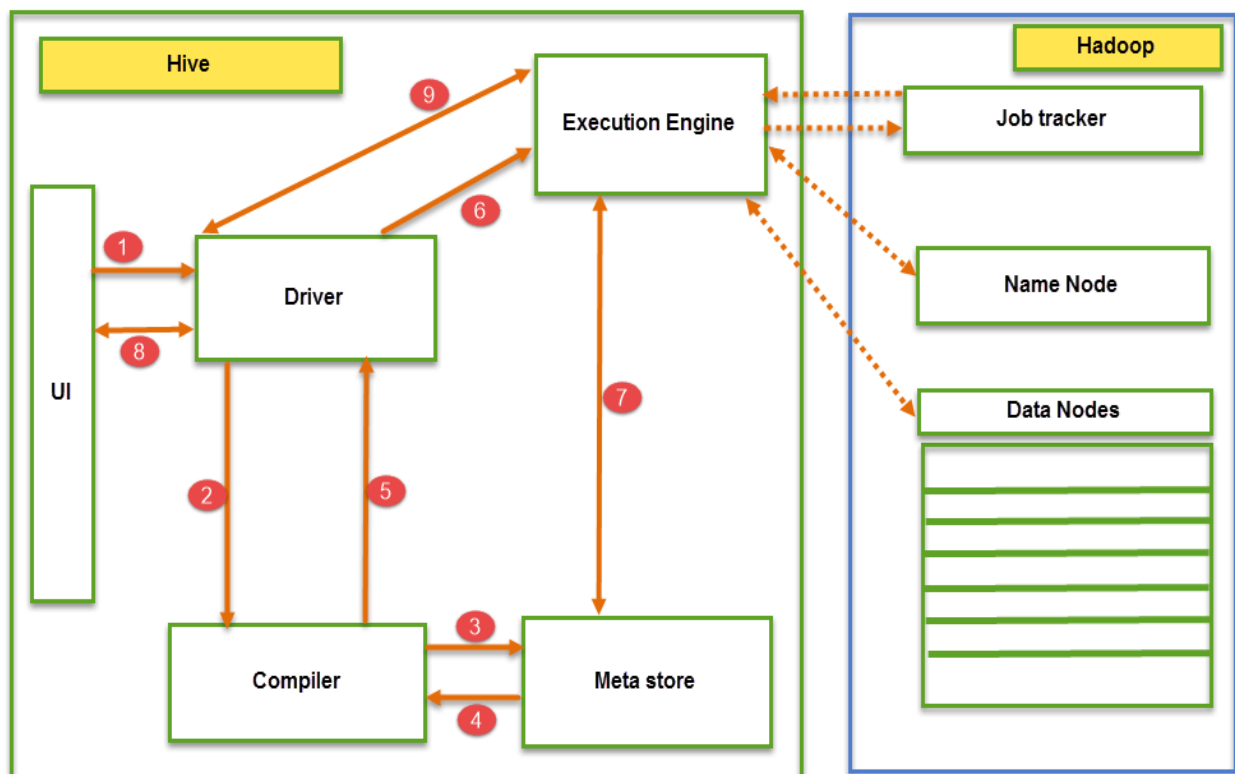 Hive
Hadoop
9
Execution Engine
Job tracker
6
1
Driver
Name Node
8
UI
7
Data Nodes
2
5
3
Compiler
Meta store
4